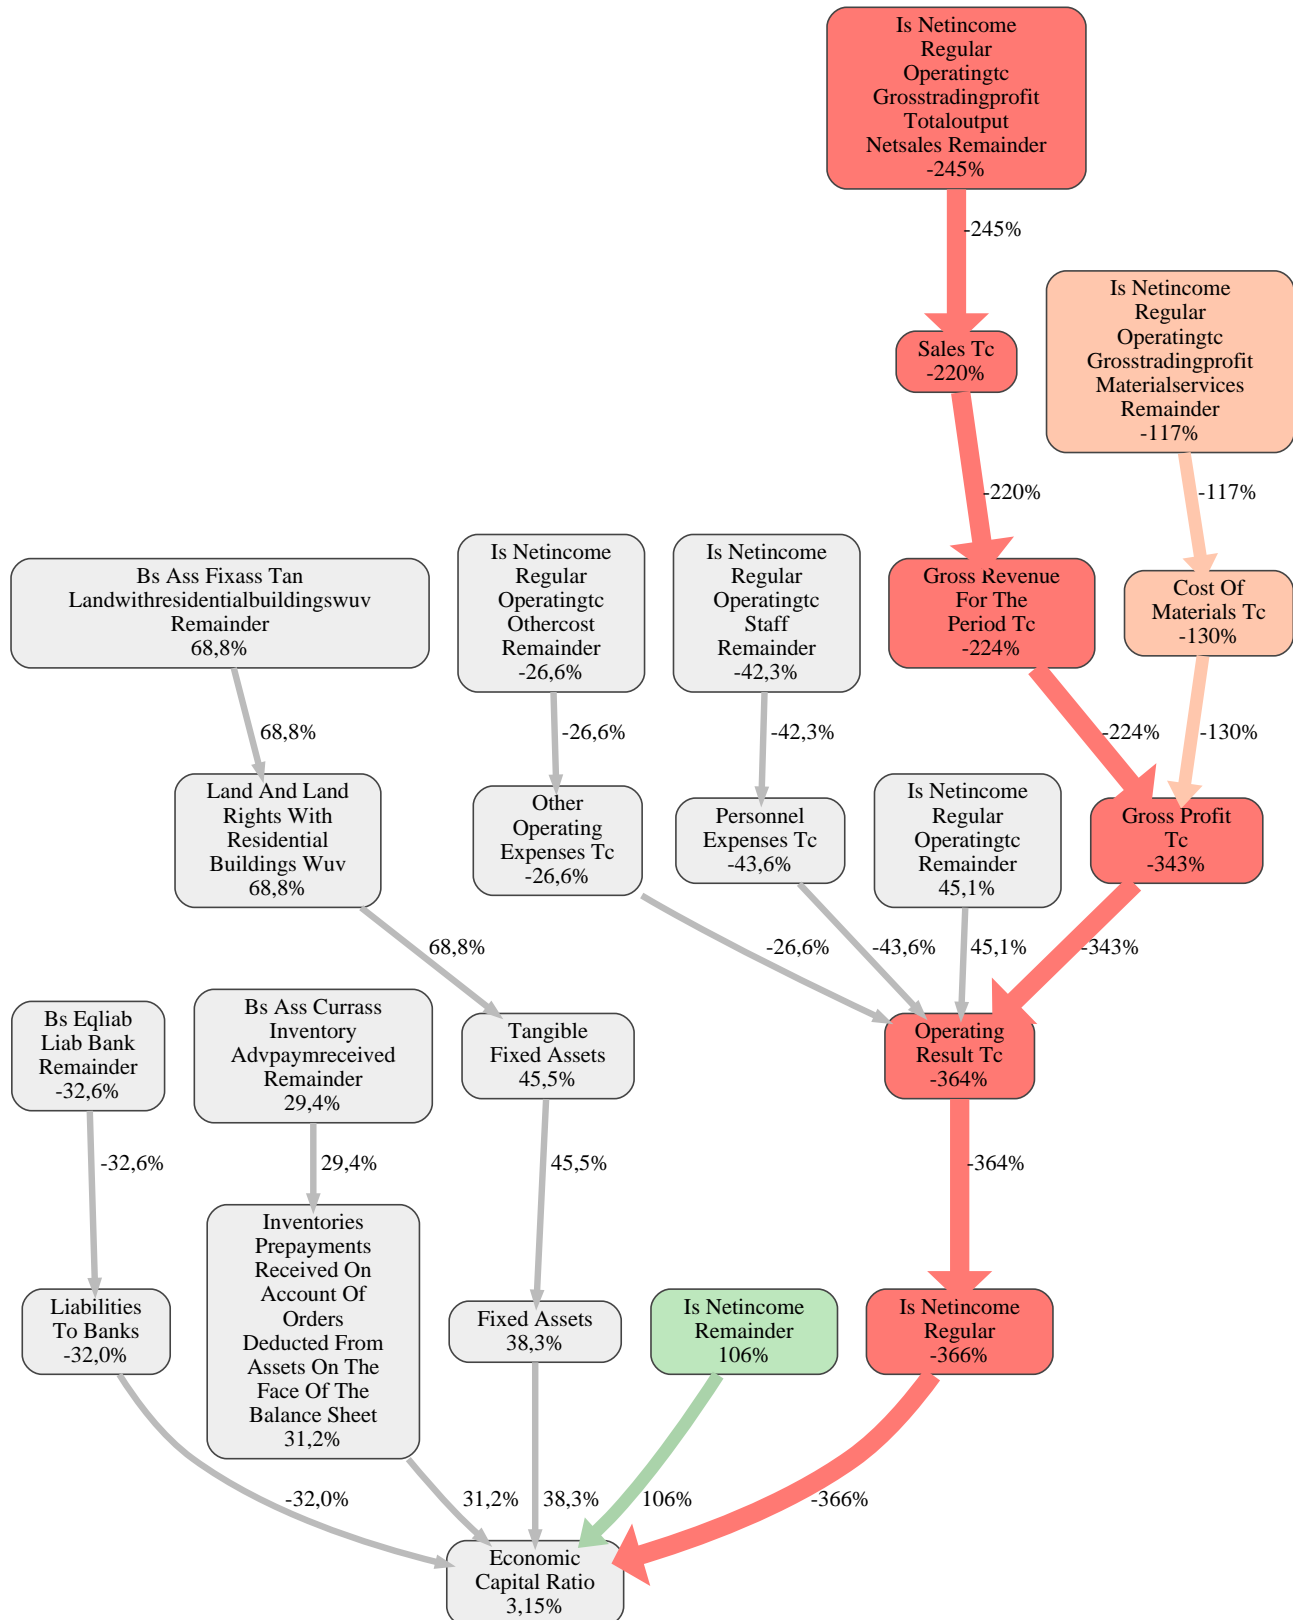 Is Netincome
Regular
Operatingtc
Grosstradingprofit
Totaloutput
Netsales Remainder
-245%
-245%
Is Netincome
Regular
Operatingtc
Grosstradingprofit
Materialservices
Remainder
-117%
Sales Tc
-220%
-220%
-117%
Bs Ass Fixass Tan
Landwithresidentialbuildingswuv
Remainder
68,8%
Is Netincome
Regular
Operatingtc
Othercost
Remainder
-26,6%
Is Netincome
Regular
Operatingtc
Staff
Remainder
-42,3%
Gross Revenue
For The
Period Tc
-224%
Cost Of
Materials Tc
-130%
68,8%
-26,6%
-42,3%
-224%
-130%
Land And Land
Rights With
Residential
Buildings Wuv
68,8%
Other
Operating
Expenses Tc
-26,6%
Personnel
Expenses Tc
-43,6%
Is Netincome
Regular
Operatingtc
Remainder
45,1%
Gross Profit
Tc
-343%
68,8%
-26,6%
-43,6%
45,1%
-343%
Bs Eqliab
Liab Bank
Remainder
-32,6%
Bs Ass Currass
Inventory
Advpaymreceived
Remainder
29,4%
Tangible
Fixed Assets
45,5%
Operating
Result Tc
-364%
-32,6%
29,4%
45,5%
-364%
Liabilities
To Banks
-32,0%
Inventories
Prepayments
Received On
Account Of
Orders
Deducted From
Assets On The
Face Of The
Balance Sheet
31,2%
Fixed Assets
38,3%
Is Netincome
Remainder
106%
Is Netincome
Regular
-366%
-32,0%
31,2%
38,3%
106%
-366%
Economic
Capital Ratio
3,15%